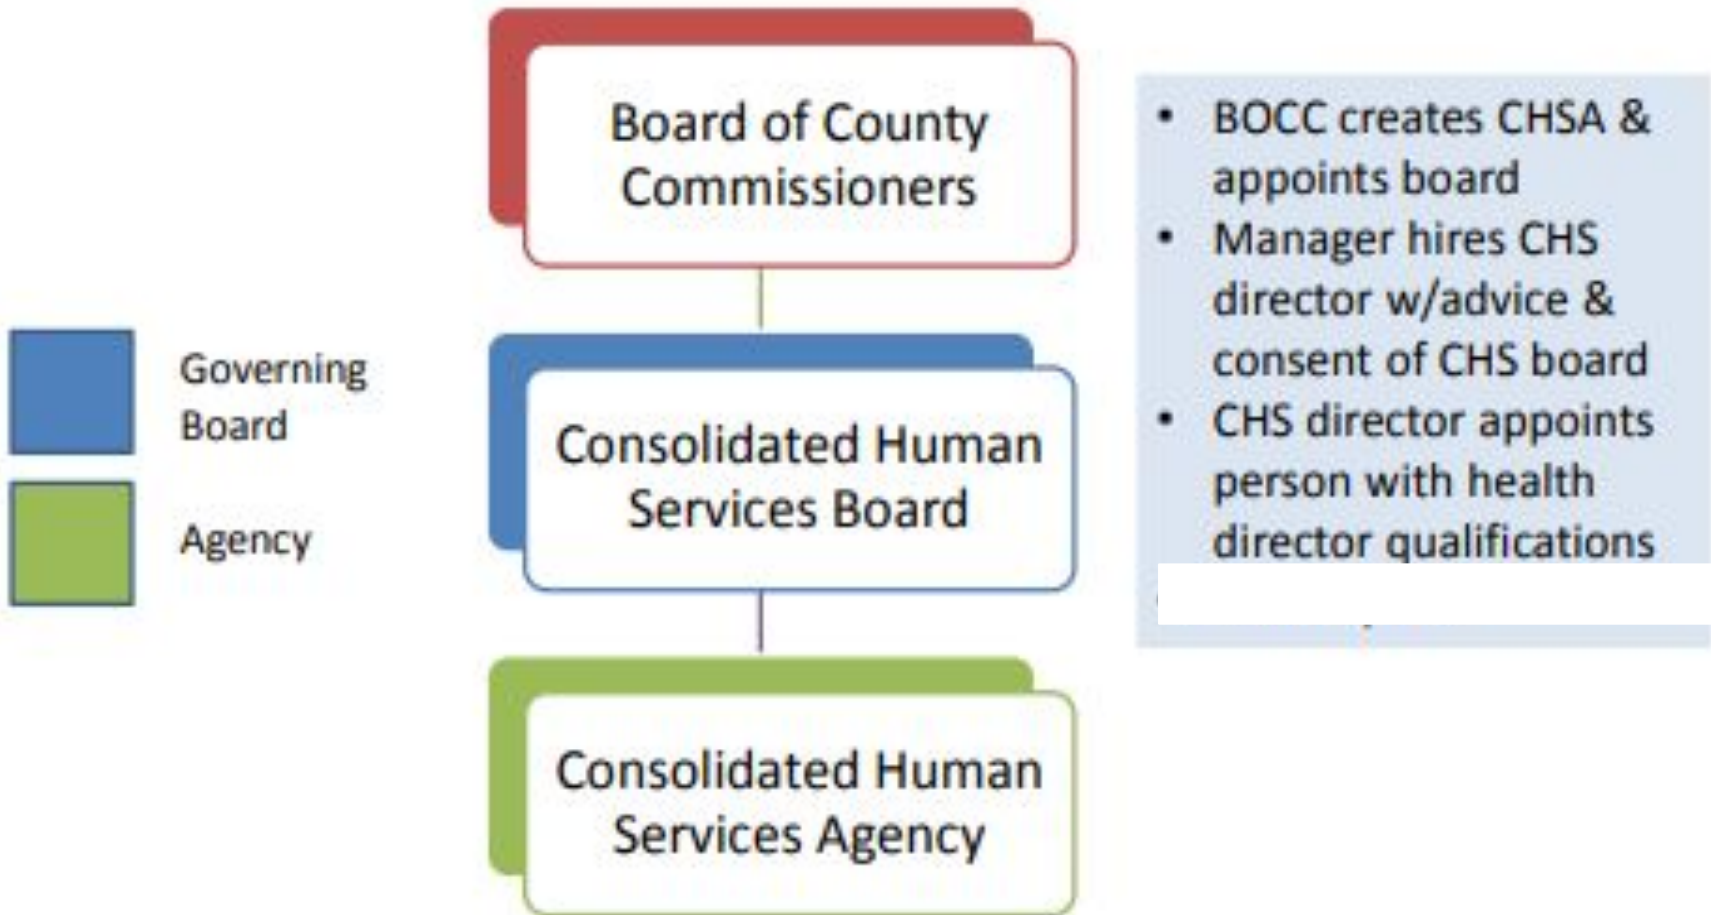 Board of County
Commissioners
Governing
Board
Agency
Consolidated Human
Services Board
Consolidated Human
Services Agency
• BOCC creates CHSA &
appoints board
• Manager hires CHS
director w/advice &
consent of CHS board
• CHS director appoints
person with health
director qualifications